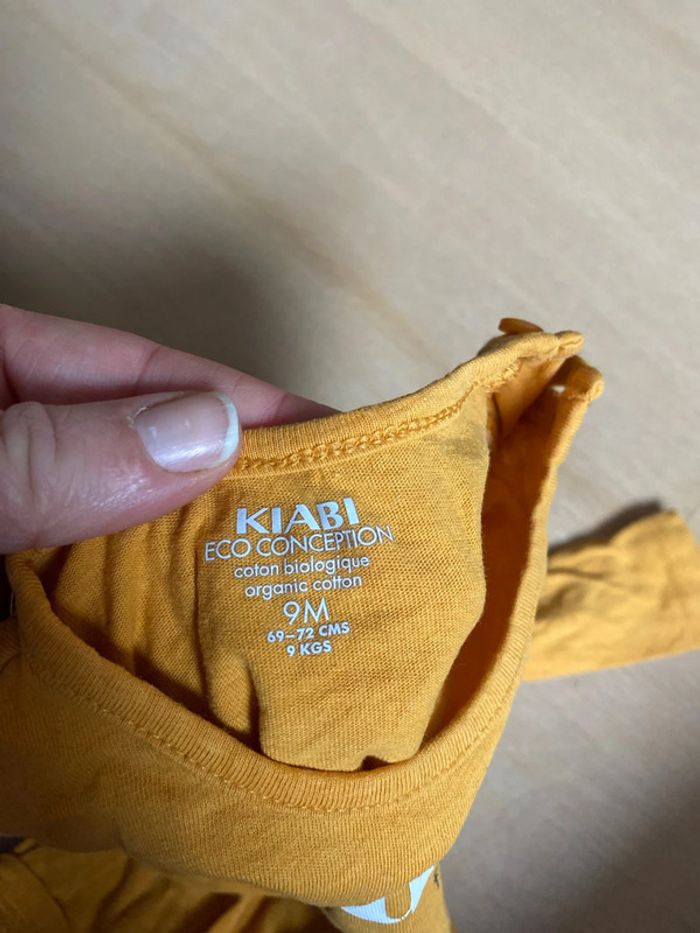 KIABI
ECO CONCEPTION
coton biologique
organic cotton
9M
69-72 CMS
9 KGS